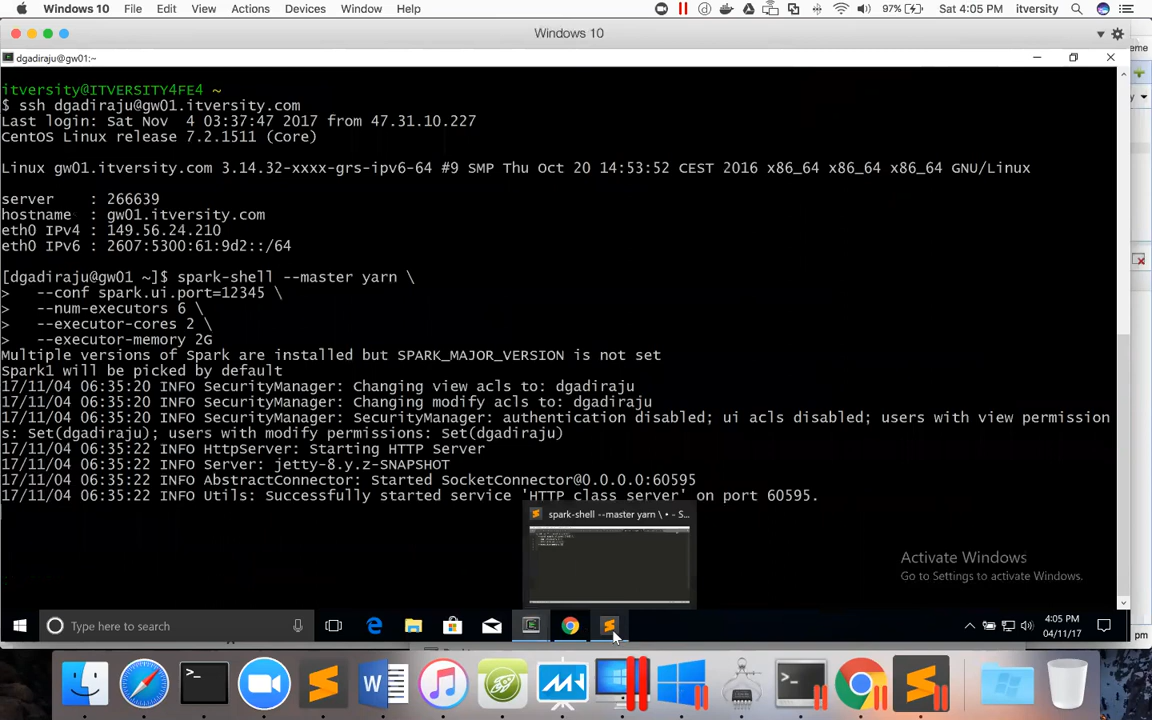 Windows 10 File Edit View Actions Devices Window Help 97% Sat 4:05 PM itversity
Windows 10
dgadiraju@gw01:~
itversity@ITVERSITY4FE4 ~
$ ssh dgadiraju@gw01.itversity.com
Last login: Sat Nov  4 03:37:47 2017 from 47.31.10.227
CentOS Linux release 7.2.1511 (Core)
Linux gw01.itversity.com 3.14.32-xxxx-grs-ipv6-64 #9 SMP Thu Oct 20 14:53:52 CEST 2016 x86_64 x86_64 x86_64 GNU/Linux
server    : 266639
hostname  : gw01.itversity.com
eth0 IPv4 : 149.56.24.210
eth0 IPv6 : 2607:5300:61:9d2::/64
[dgadiraju@gw01 ~]$ spark-shell --master yarn \
>   --conf spark.ui.port=12345 \
>   --num-executors 6 \
>   --executor-cores 2 \
>   --executor-memory 2G
Multiple versions of Spark are installed but SPARK_MAJOR_VERSION is not set
Spark1 will be picked by default
17/11/04 06:35:20 INFO SecurityManager: Changing view acls to: dgadiraju
17/11/04 06:35:20 INFO SecurityManager: Changing modify acls to: dgadiraju
17/11/04 06:35:20 INFO SecurityManager: SecurityManager: authentication disabled; ui acls disabled; users with view permission
s: Set(dgadiraju); users with modify permissions: Set(dgadiraju)
17/11/04 06:35:22 INFO HttpServer: Starting HTTP Server
17/11/04 06:35:22 INFO Server: jetty-8.y.z-SNAPSHOT
17/11/04 06:35:22 INFO AbstractConnector: Started SocketConnector@0.0.0.0:60595
17/11/04 06:35:22 INFO Utils: Successfully started service 'HTTP class server' on port 60595.
spark-shell --master yarn \ • - S...
Activate Windows
Go to Settings to activate Windows.
Type here to search
4:05 PM
04/11/17
pm